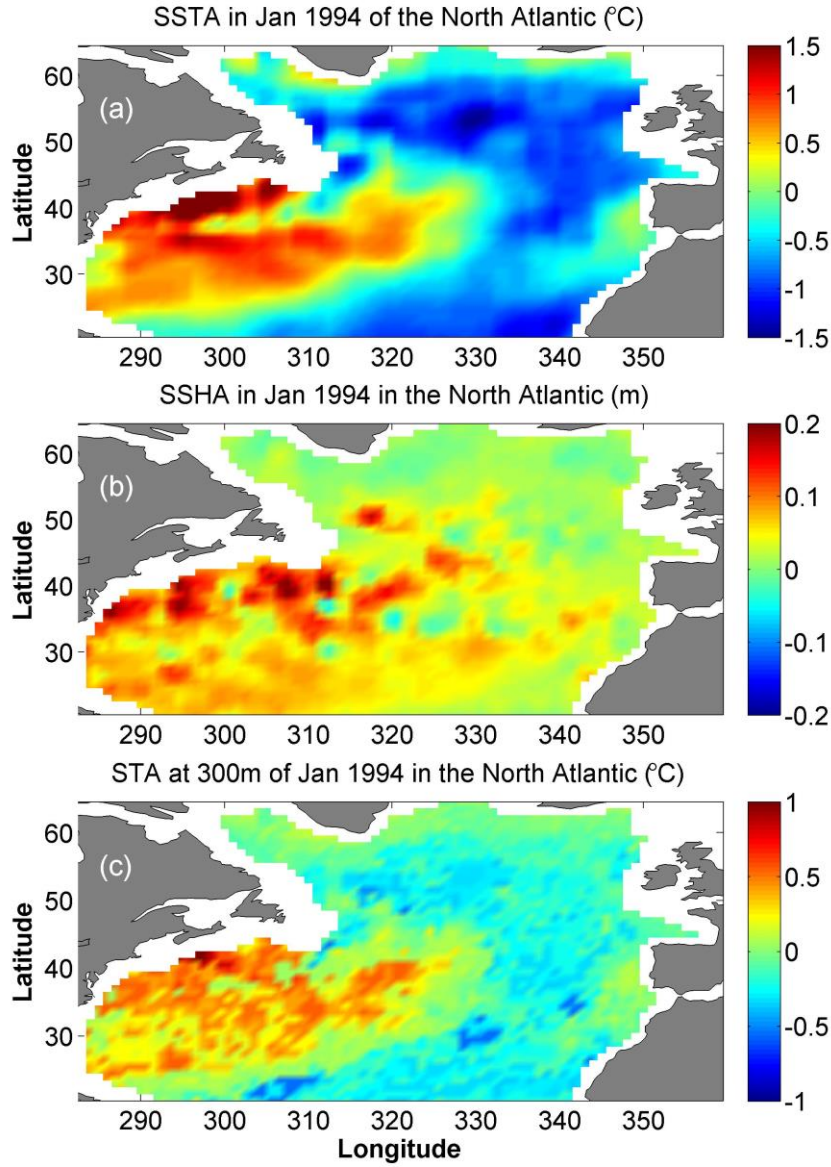 SSTA in Jan 1994 of the North Atlantic (°C)
(a)
Latitude
60
50
40
30
290 300 310 320 330 340 350
1.5
1
0.5
0
-0.5
-1
-1.5
SSHA in Jan 1994 in the North Atlantic (m)
(b)
Latitude
60
50
40
30
290 300 310 320 330 340 350
0.2
0.1
0
-0.1
-0.2
STA at 300m of Jan 1994 in the North Atlantic (°C)
(c)
Latitude
60
50
40
30
290 300 310 320 330 340 350
Longitude
1
0.5
0
-0.5
-1